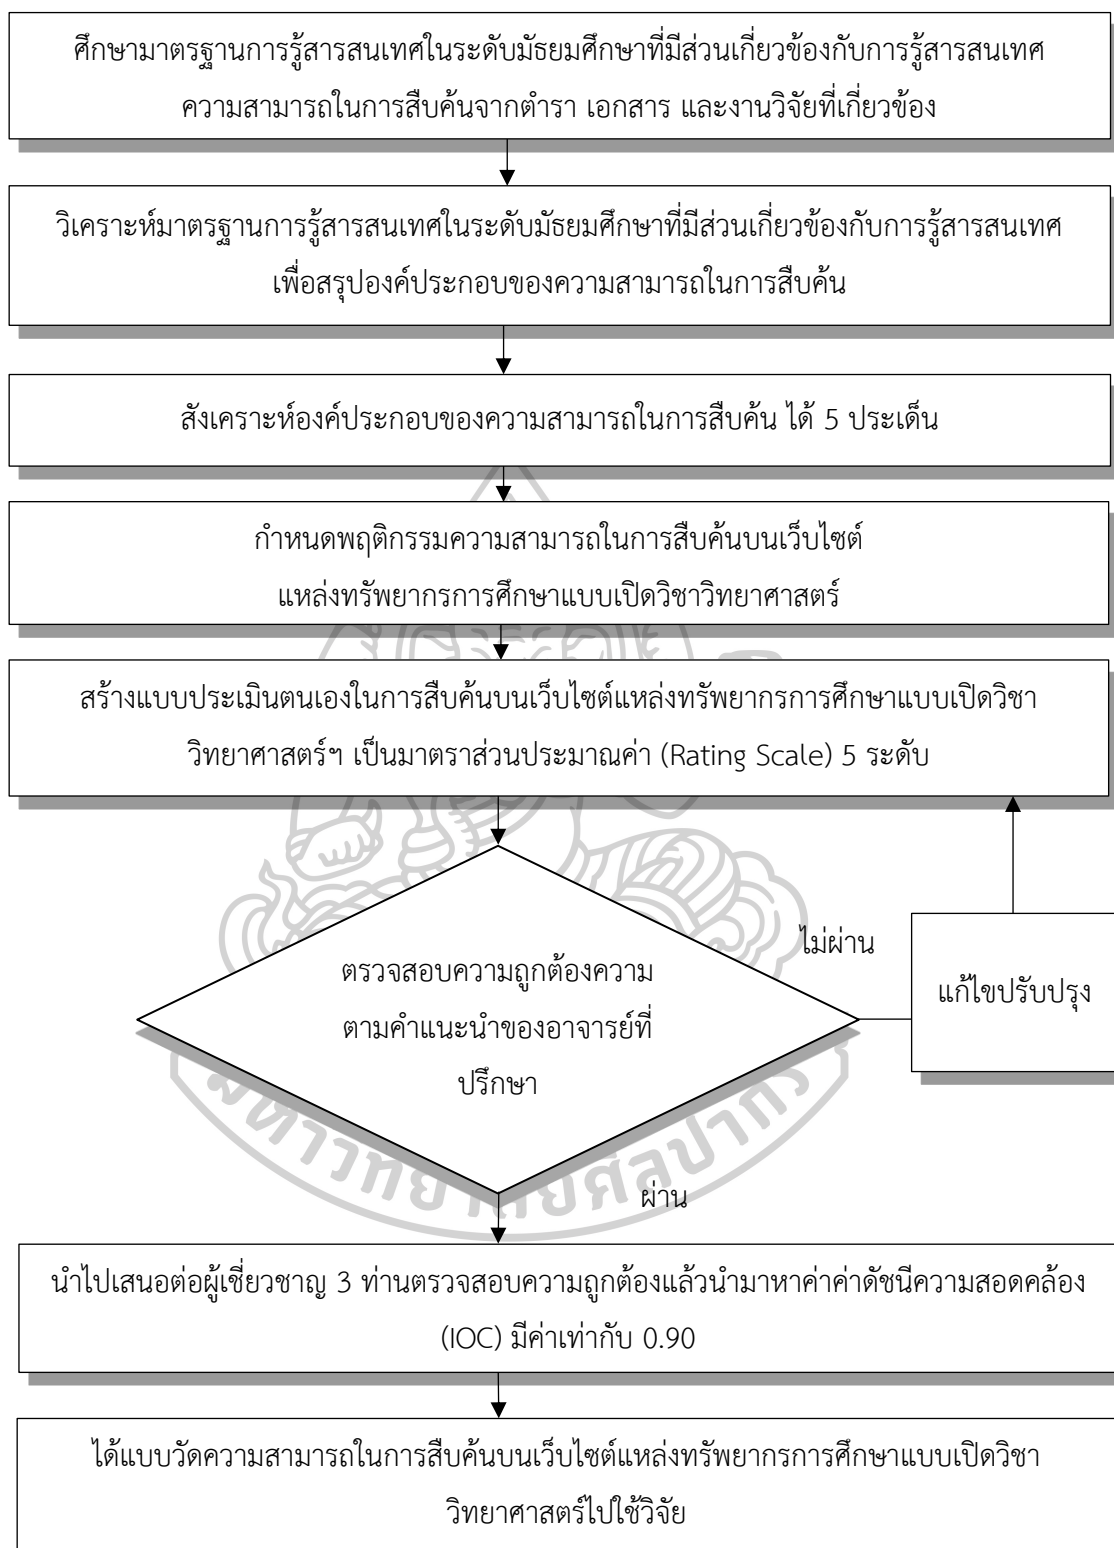 ศึกษามาตรฐานการรู้สารสนเทศในระดับมัธยมศึกษาที่มีส่วนเกี่ยวข้องกับการรู้สารสนเทศ
ความสามารถในการสืบค้นจากตำรา เอกสาร และงานวิจัยที่เกี่ยวข้อง
วิเคราะห์มาตรฐานการรู้สารสนเทศในระดับมัธยมศึกษาที่มีส่วนเกี่ยวข้องกับการรู้สารสนเทศ
เพื่อสรุปองค์ประกอบของความสามารถในการสืบค้น
สังเคราะห์องค์ประกอบของความสามารถในการสืบค้น ได้ 5 ประเด็น
กำหนดพฤติกรรมความสามารถในการสืบค้นบนเว็บไซต์
แหล่งทรัพยากรการศึกษาแบบเปิดวิชาวิทยาศาสตร์
สร้างแบบประเมินตนเองในการสืบค้นบนเว็บไซต์แหล่งทรัพยากรการศึกษาแบบเปิดวิชา
วิทยาศาสตร์ฯ เป็นมาตราส่วนประมาณค่า (Rating Scale) 5 ระดับ
ไม่ผ่าน
แก้ไขปรับปรุง
ตรวจสอบความถูกต้องความ
ตามคำแนะนำของอาจารย์ที่
ปรึกษา
มหาวิทยาลัยศิลปากร
ผ่าน
นำไปเสนอต่อผู้เชี่ยวชาญ 3 ท่านตรวจสอบความถูกต้องแล้วนำมาหาค่าค่าดัชนีความสอดคล้อง
(IOC) มีค่าเท่ากับ 0.90
ได้แบบวัดความสามารถในการสืบค้นบนเว็บไซต์แหล่งทรัพยากรการศึกษาแบบเปิดวิชา
วิทยาศาสตร์ไปใช้วิจัย